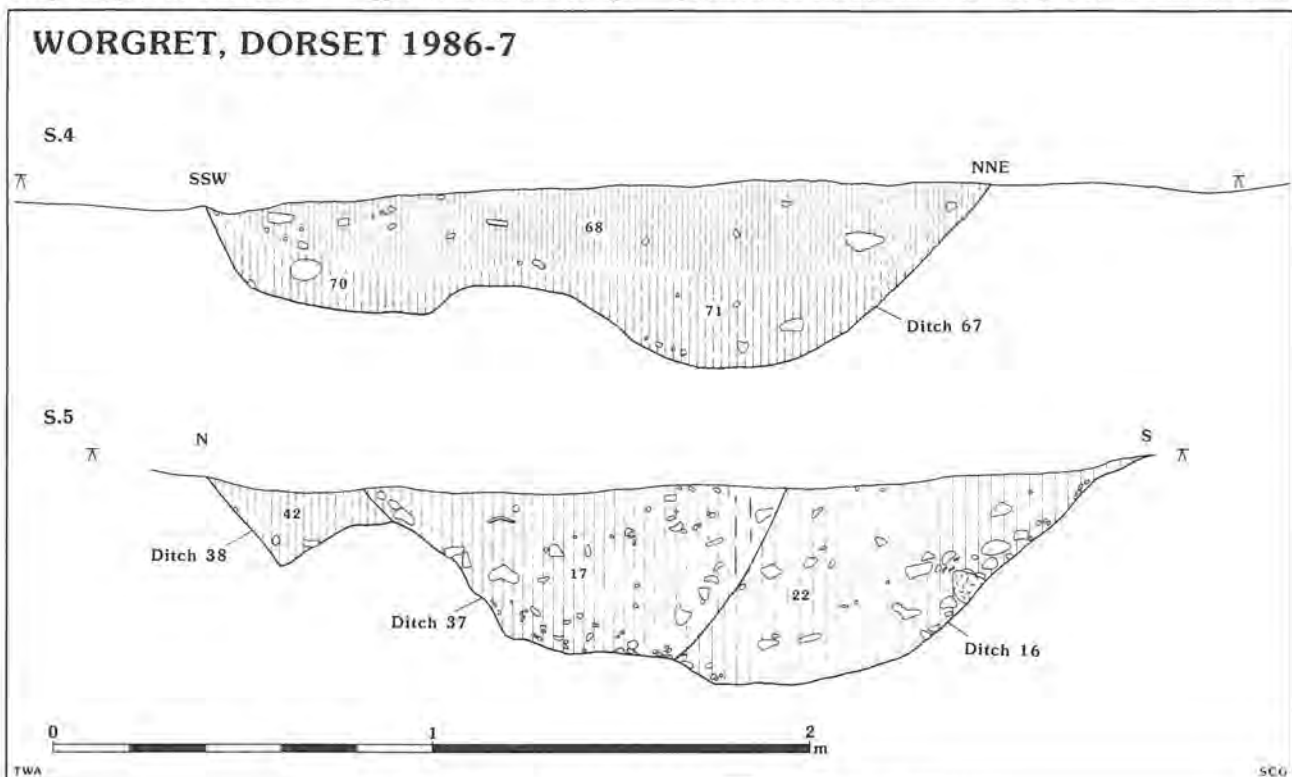 WORGRET, DORSET 1986-7
S.4
SSW
NNE
68
70
71
Ditch 67
S.5
N
S
42
Ditch 38
17
22
Ditch 37
Ditch 16
0
1
2
m
TWA
SCG